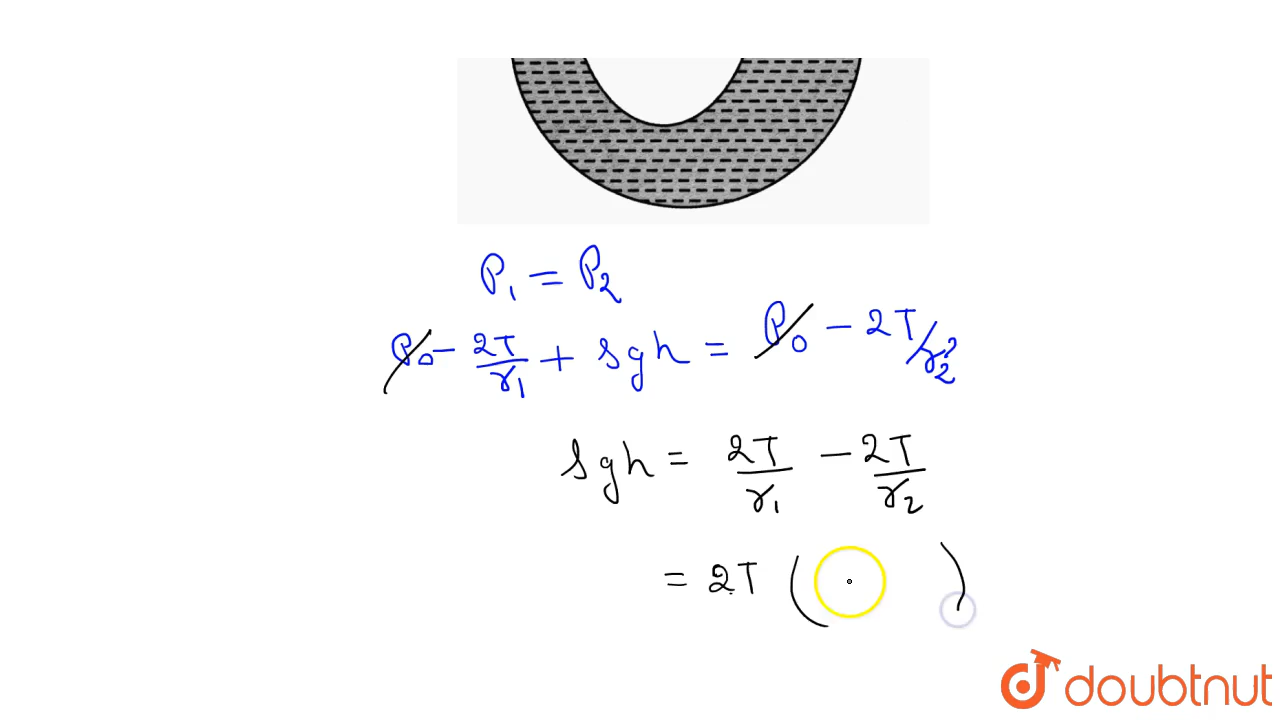 P₁ = P₂
P₀ - 2T/r₁ + sgh = P₀ - 2T/r₂
sgh = 2T/r₁ - 2T/r₂
= 2T ( )
doubtnut